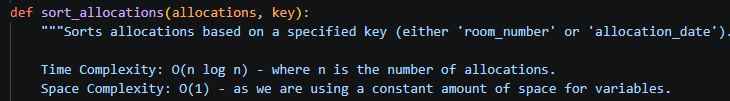 def sort_allocations(allocations, key):
"""Sorts allocations based on a specified key (either 'room_number' or 'allocation_date').
Time Complexity: O(n log n) - where n is the number of allocations.
Space Complexity: O(1) - as we are using a constant amount of space for variables.